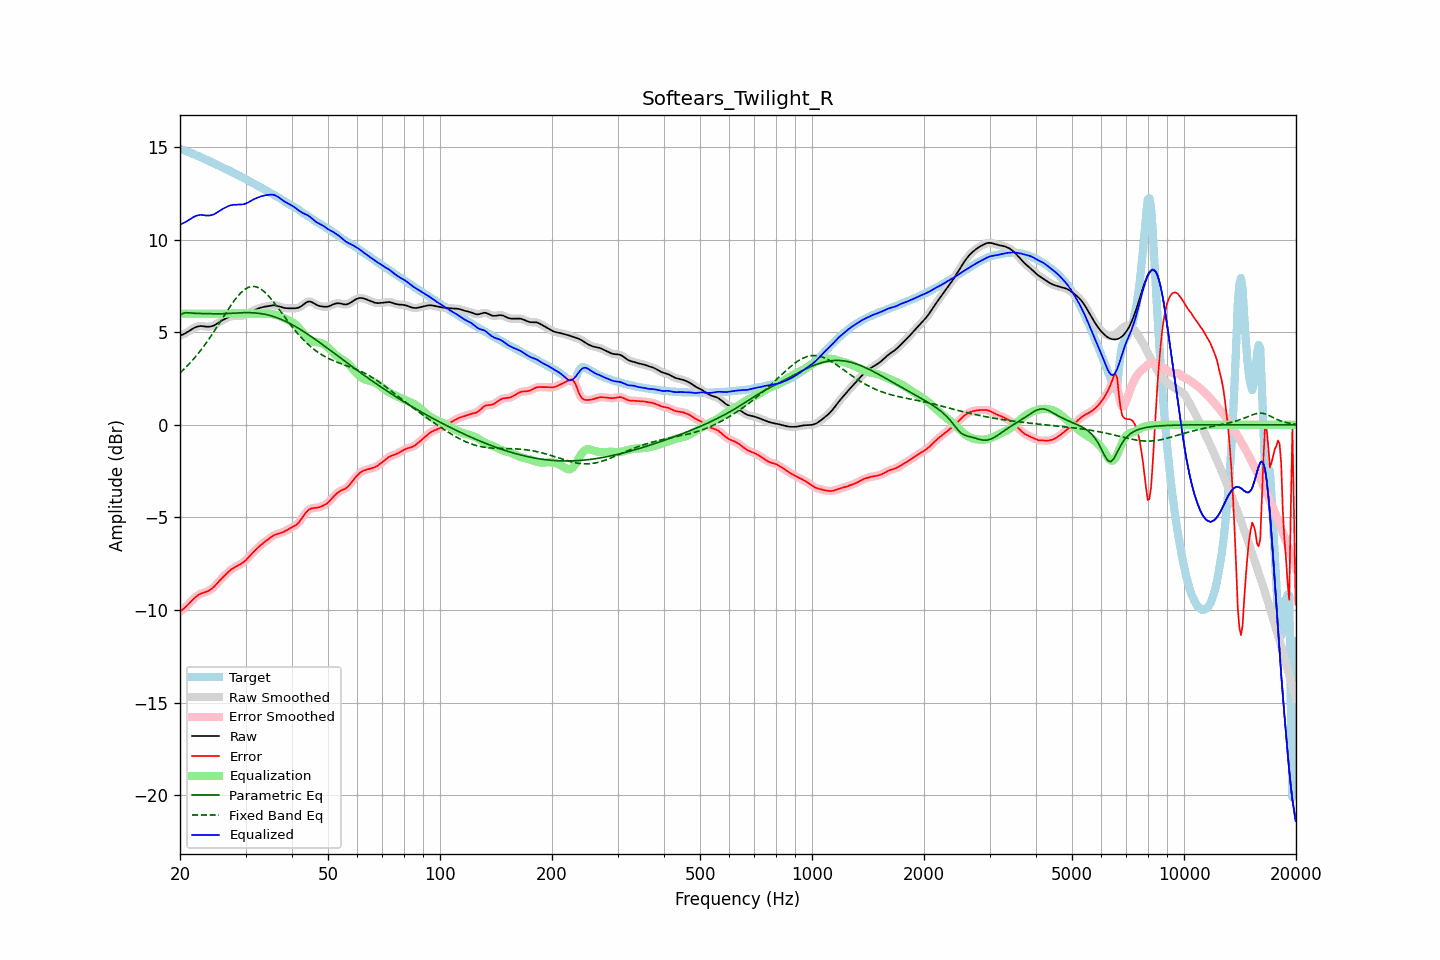 Softears_Twilight_R
15
10
5
0
−5
−10
−15
−20
Amplitude (dBr)
Target
Raw Smoothed
Error Smoothed
Raw
Error
Equalization
Parametric Eq
Fixed Band Eq
Equalized
20 50 100 200 500 1000 2000 5000 10000 20000
Frequency (Hz)